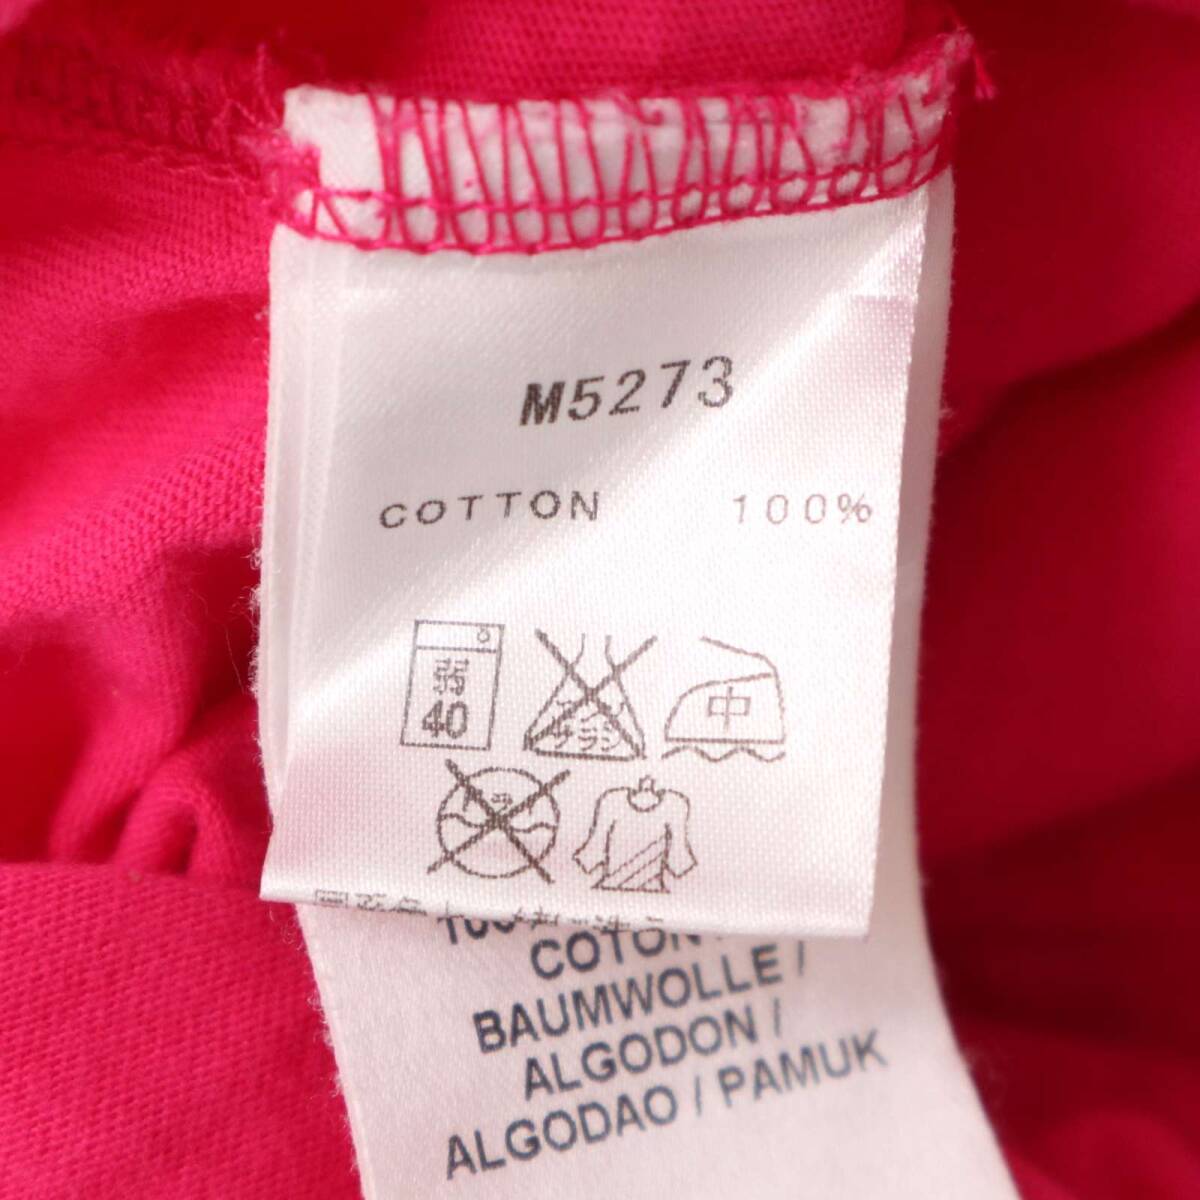 M5273
COTTON 100%
弱
40
中
COTON
BAUMWOLLE /
ALGODON /
ALGODAO / PAMUK